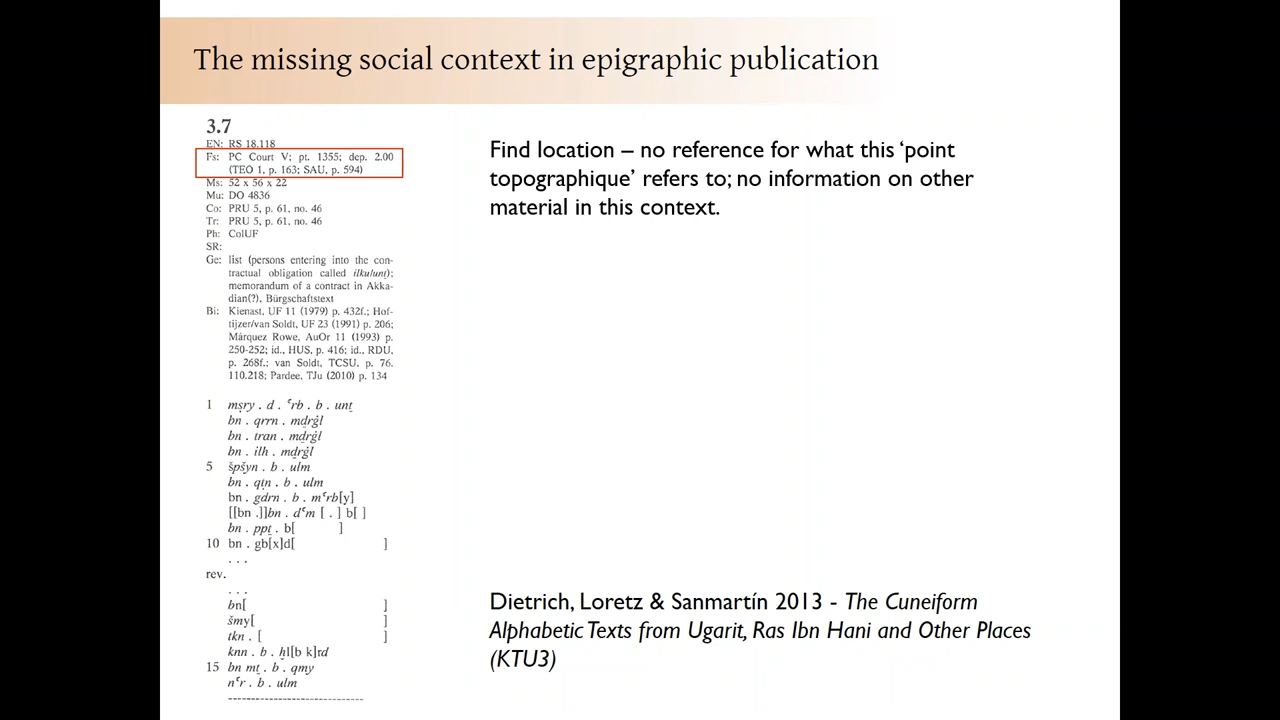 The missing social context in epigraphic publication
3.7
EN: RS 18.118
Fs: PC Court V; pt. 1355; dep. 2.00
(TEO 1, p. 163; SAU, p. 594)
Ms: 52 x 56 x 22
Mu: DO 4836
Co: PRU 5, p. 61, no. 46
Tr: PRU 5, p. 61, no. 46
Ph: ColUF
SR:
Ge: list (persons entering into the con-
tractual obligation called ilku/unṯ);
memorandum of a contract in Akka-
dian(?), Bürgschaftstext
Bi: Kienast, UF 11 (1979) p. 432f.; Hof-
tijzer/van Soldt, UF 23 (1991) p. 206;
Márquez Rowe, AuOr 11 (1993) p.
250-252; id., HUS, p. 416; id., RDU,
p. 268f.; van Soldt, TCSU, p. 76.
110.218; Pardee, TJu (2010) p. 134
1 mṣry . d . ʿrb . b . unṯ
bn . qrrn . mḏrġl
bn . tran . mḏrġl
bn . ilh . mḏrġl
5 špšyn . b . ulm
bn . qṭn . b . ulm
bn . gdrn . b . mʿrb[y]
[[bn .]]bn . dʿm [ . ] b[ ]
bn . ppṯ . b[ ]
10 bn . gb[x]d[ ]
. . .
rev.
. . .
bn[ ]
šmy[ ]
tkn . [ ]
knn . b . ḫl[b k]rd
15 bn mṯ . b . qmy
nʿr . b . ulm
----------------------------
Find location – no reference for what this ‘point
topographique’ refers to; no information on other
material in this context.
Dietrich, Loretz & Sanmartín 2013 - The Cuneiform
Alphabetic Texts from Ugarit, Ras Ibn Hani and Other Places
(KTU3)